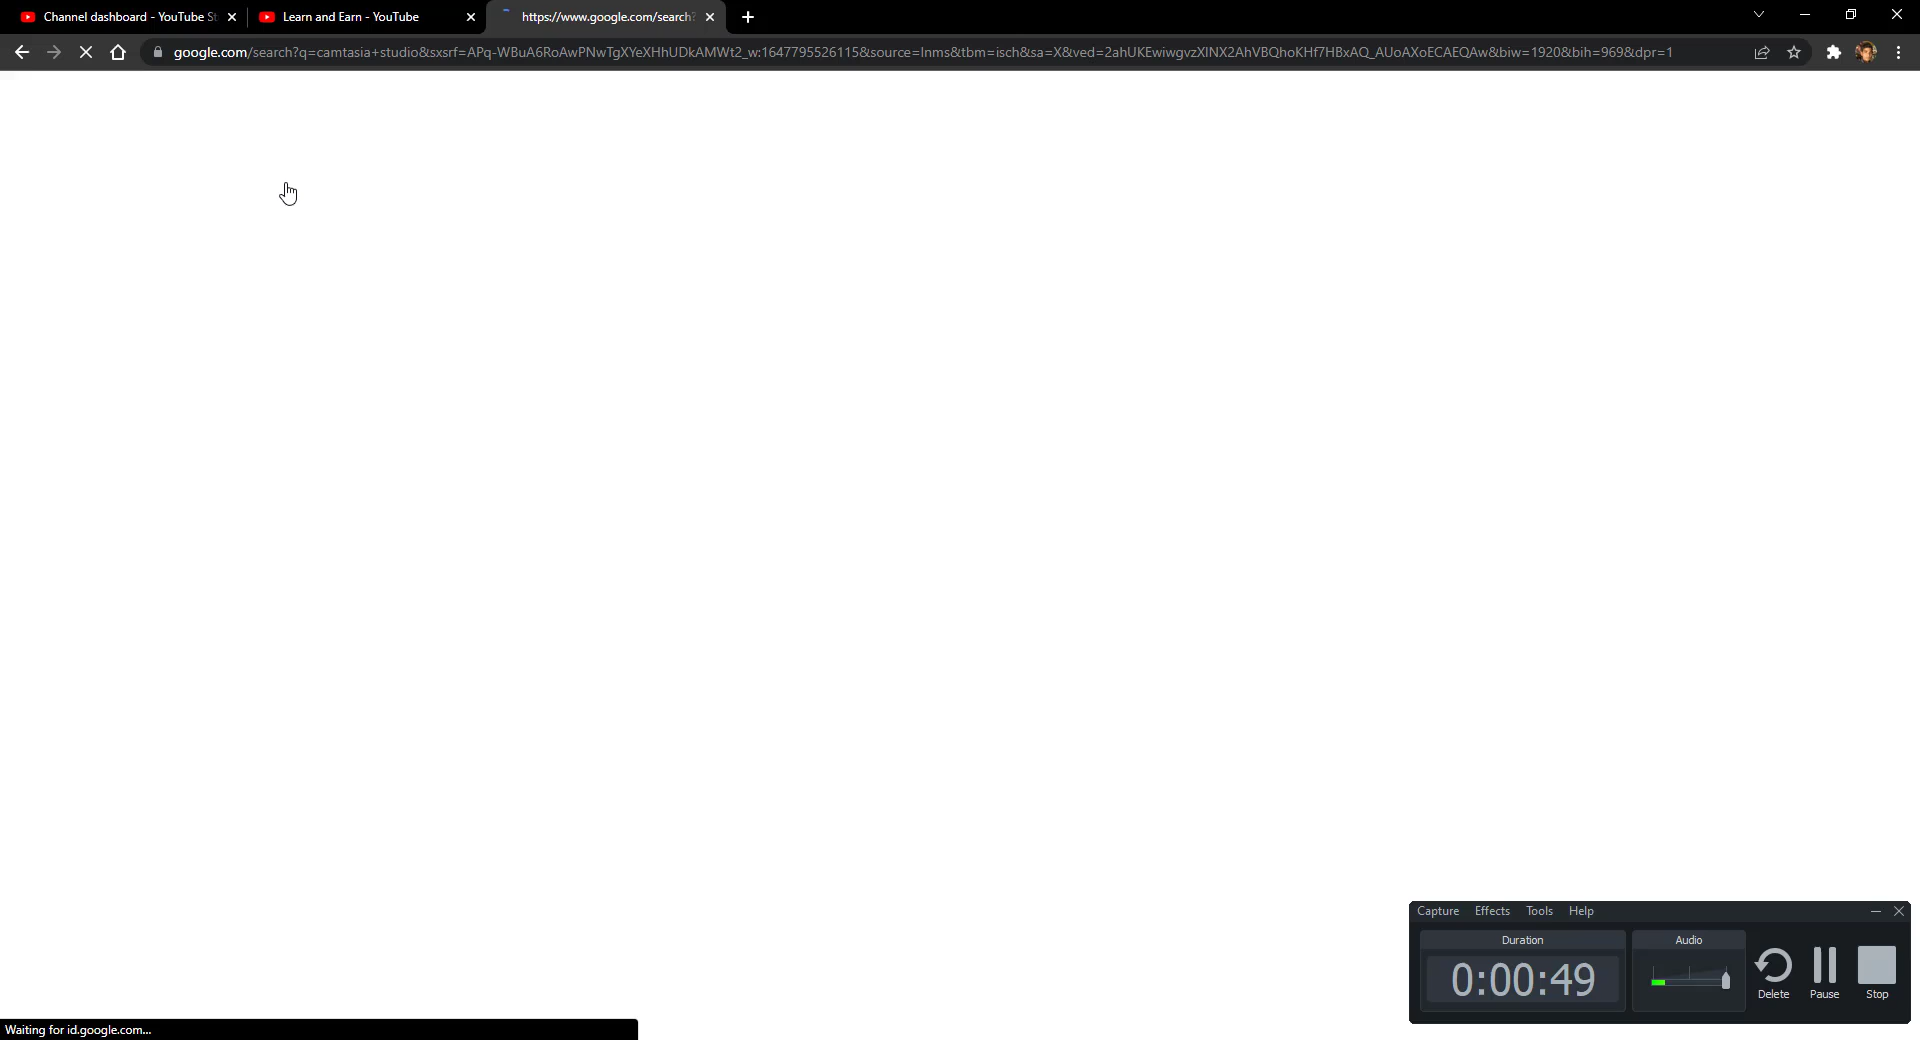 Channel dashboard - YouTube St
Learn and Earn - YouTube
https://www.google.com/search?
google.com/search?q=camtasia+studio&sxsrf=APq-WBuA6RoAwPNwTgXYeXHhUDkAMWt2_w:1647795526115&source=lnms&tbm=isch&sa=X&ved=2ahUKEwiwgvzXlNX2AhVBQhoKHf7HBxAQ_AUoAXoECAEQAw&biw=1920&bih=969&dpr=1
Capture Effects Tools Help
Duration
Audio
0:00:49
Delete
Pause
Stop
Waiting for id.google.com...